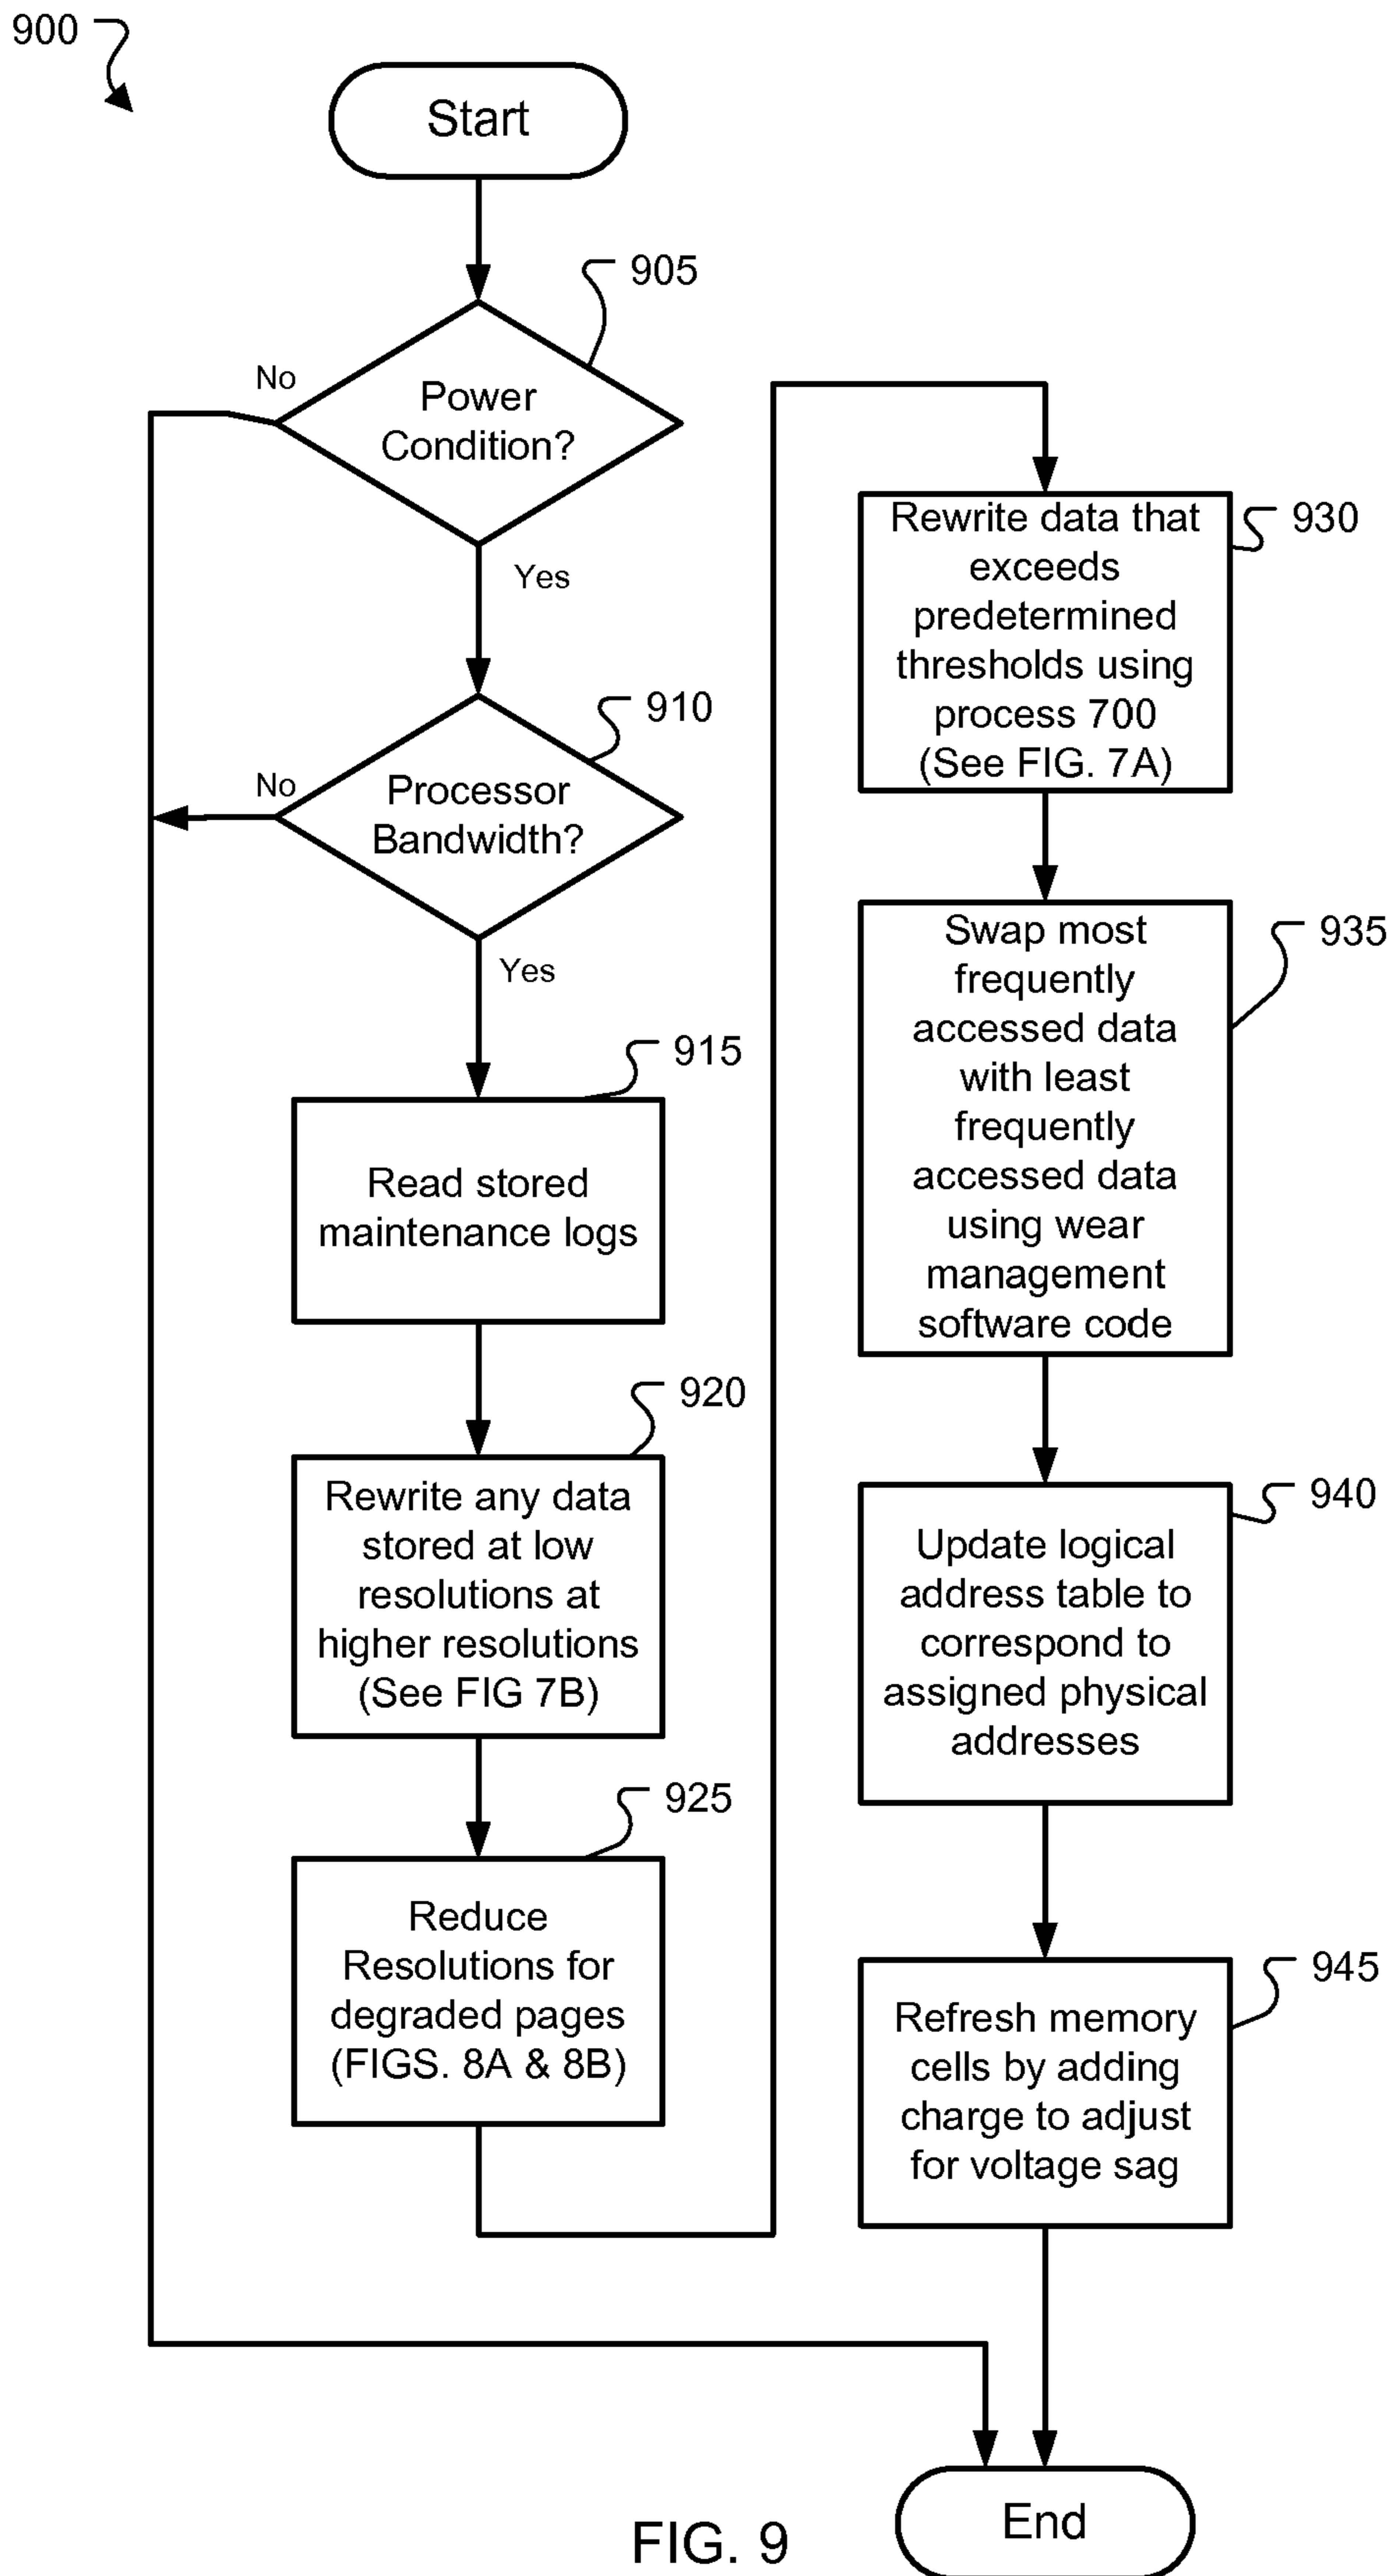 900
Start
905
No
Power
Condition?
Yes
910
No
Processor
Bandwidth?
Yes
915
Read stored
maintenance logs
920
Rewrite any data
stored at low
resolutions at
higher resolutions
(See FIG 7B)
925
Reduce
Resolutions for
degraded pages
(FIGS. 8A & 8B)
930
Rewrite data that
exceeds
predetermined
thresholds using
process 700
(See FIG. 7A)
935
Swap most
frequently
accessed data
with least
frequently
accessed data
using wear
management
software code
940
Update logical
address table to
correspond to
assigned physical
addresses
945
Refresh memory
cells by adding
charge to adjust
for voltage sag
End
FIG. 9